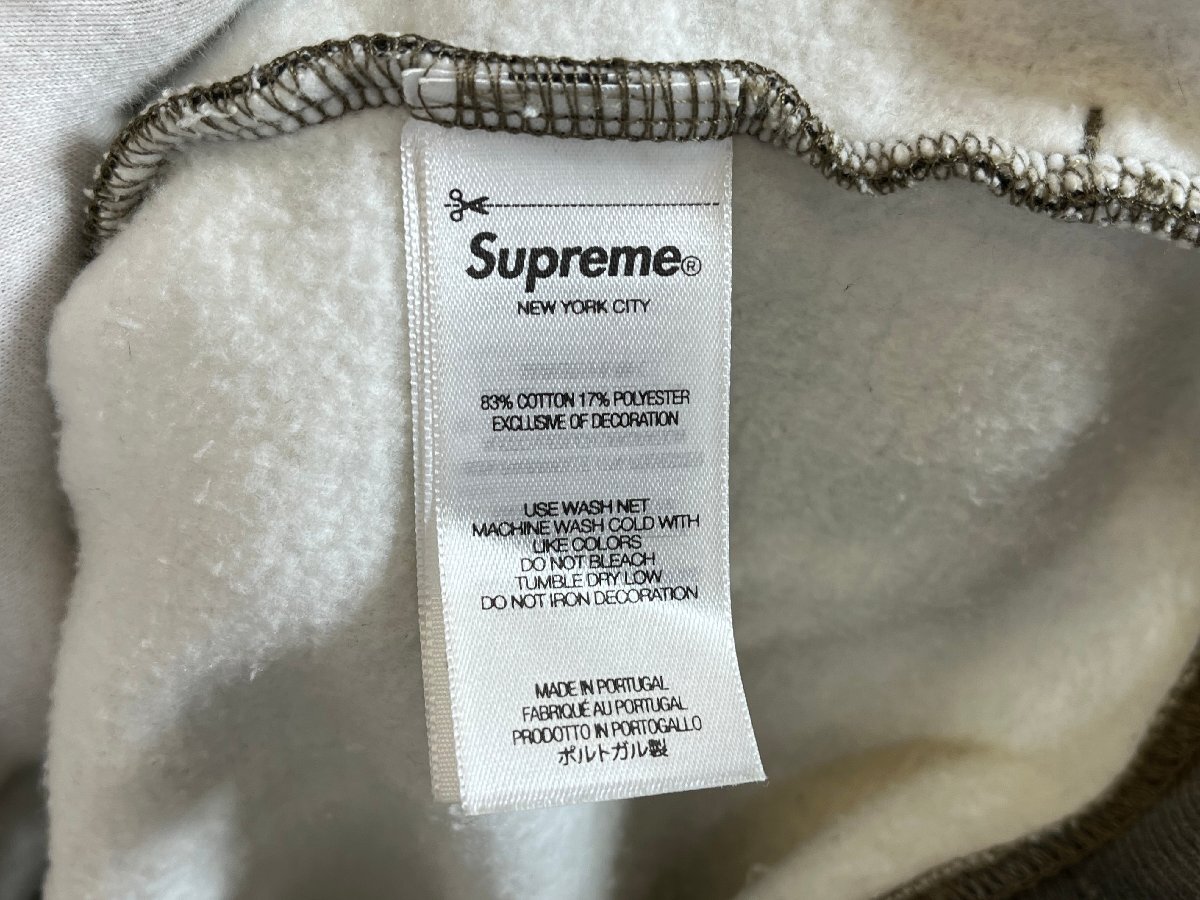 Supreme®
NEW YORK CITY
83% COTTON 17% POLYESTER
EXCLUSIVE OF DECORATION
USE WASH NET
MACHINE WASH COLD WITH
LIKE COLORS
DO NOT BLEACH
TUMBLE DRY LOW
DO NOT IRON DECORATION
MADE IN PORTUGAL
FABRIQUÉ AU PORTUGAL
PRODOTTO IN PORTOGALLO
ポルトガル製